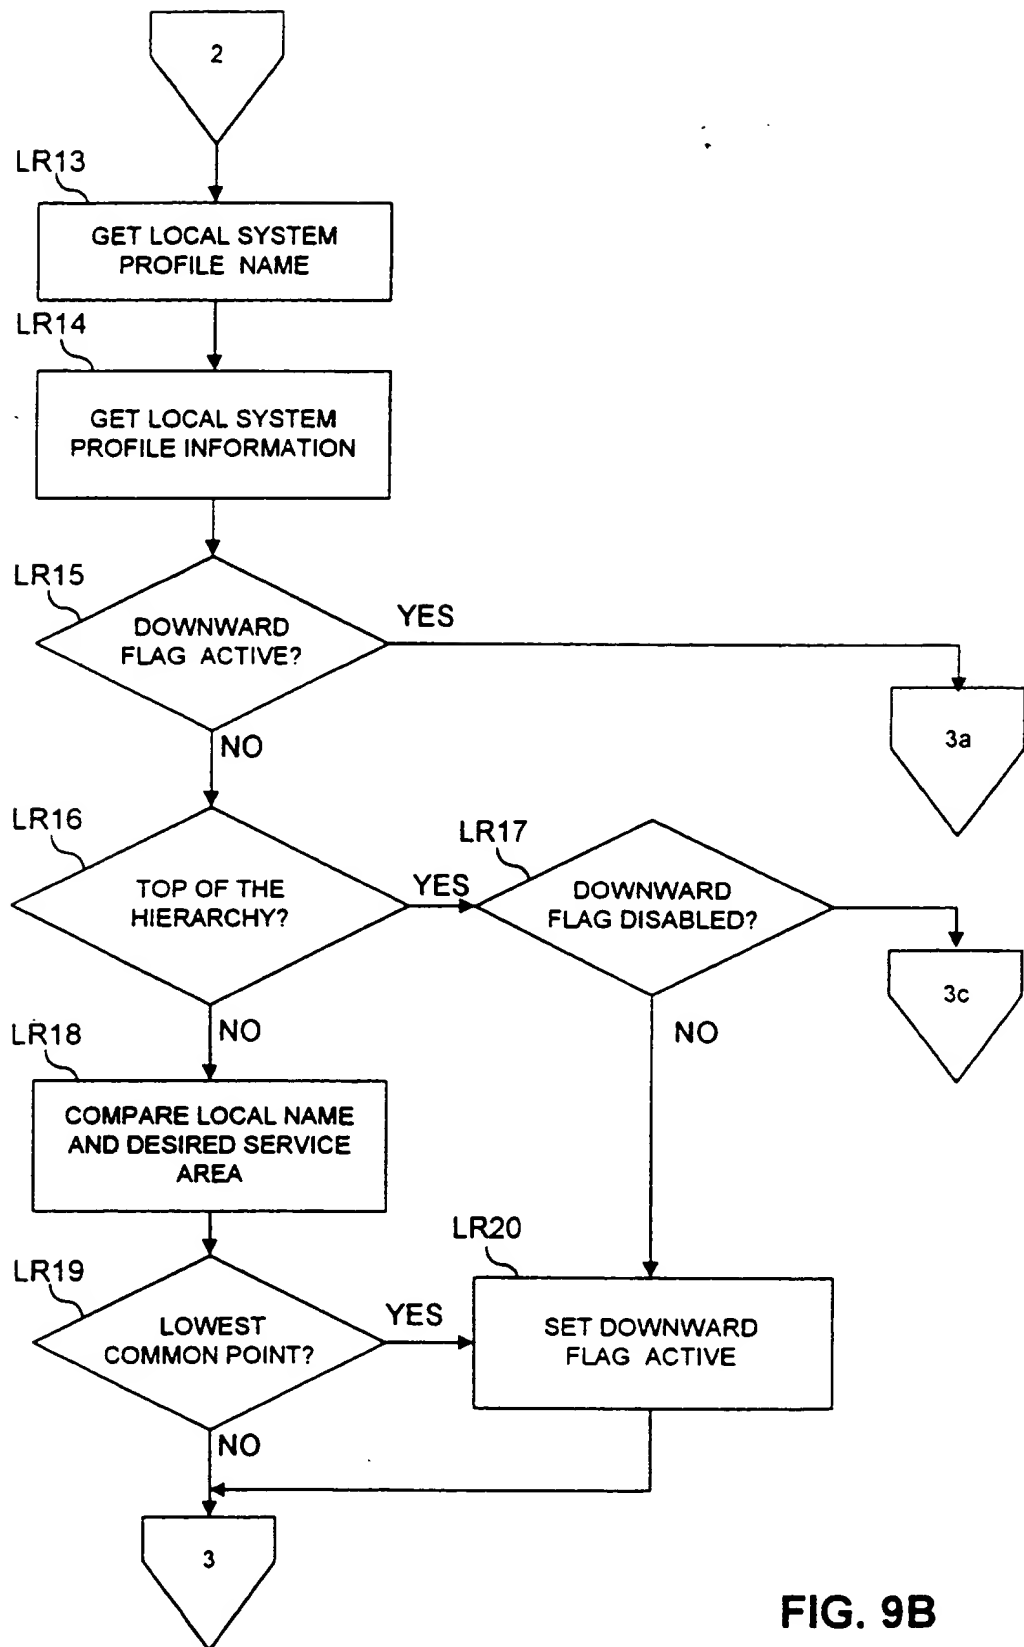 2
LR13
GET LOCAL SYSTEM
PROFILE NAME
LR14
GET LOCAL SYSTEM
PROFILE INFORMATION
LR15
DOWNWARD
FLAG ACTIVE?
YES
3a
NO
LR16
TOP OF THE
HIERARCHY?
YES
LR17
DOWNWARD
FLAG DISABLED?
3c
NO
NO
LR18
COMPARE LOCAL NAME
AND DESIRED SERVICE
AREA
LR19
LOWEST
COMMON POINT?
YES
LR20
SET DOWNWARD
FLAG ACTIVE
NO
3
FIG. 9B